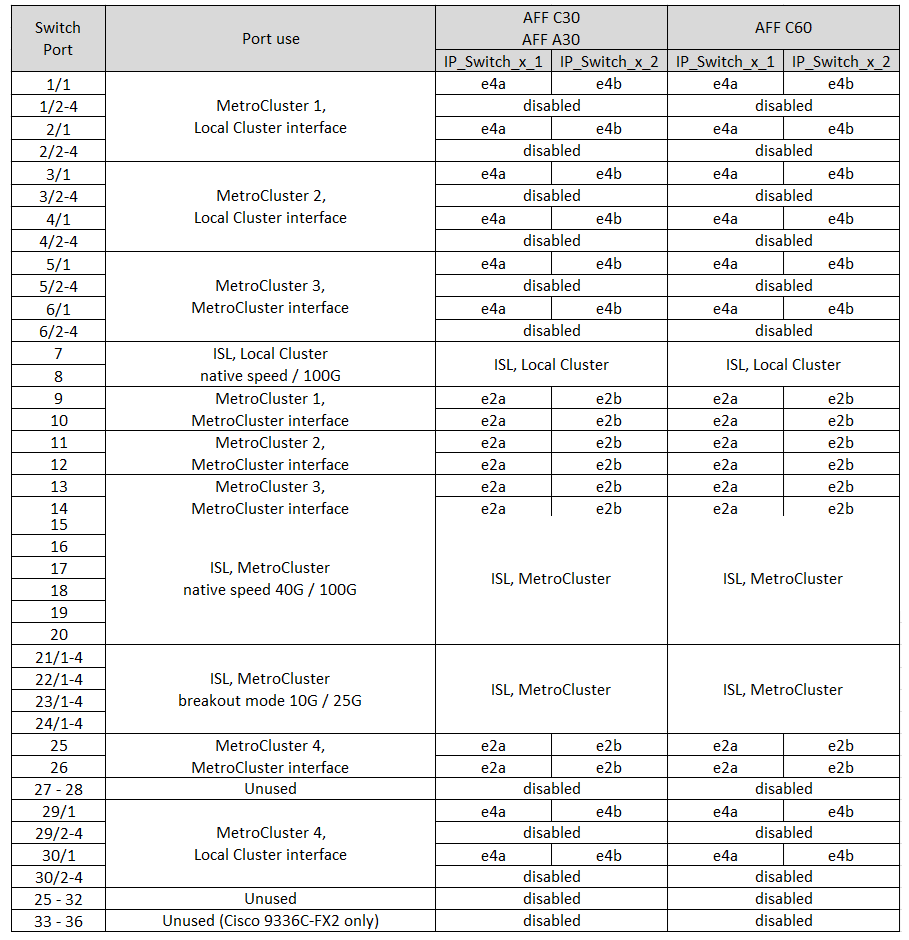 Switch Port | Port use | AFF C30 AFF A30 | AFF C60
IP_Switch_x_1 | IP_Switch_x_2 | IP_Switch_x_1 | IP_Switch_x_2
1/1 | MetroCluster 1, Local Cluster interface | e4a | e4b | e4a | e4b
1/2-4 | disabled | disabled
2/1 | e4a | e4b | e4a | e4b
2/2-4 | disabled | disabled
3/1 | MetroCluster 2, Local Cluster interface | e4a | e4b | e4a | e4b
3/2-4 | disabled | disabled
4/1 | e4a | e4b | e4a | e4b
4/2-4 | disabled | disabled
5/1 | MetroCluster 3, MetroCluster interface | e4a | e4b | e4a | e4b
5/2-4 | disabled | disabled
6/1 | e4a | e4b | e4a | e4b
6/2-4 | disabled | disabled
7 | ISL, Local Cluster native speed / 100G | ISL, Local Cluster | ISL, Local Cluster
8
9 | MetroCluster 1, MetroCluster interface | e2a | e2b | e2a | e2b
10 | e2a | e2b | e2a | e2b
11 | MetroCluster 2, MetroCluster interface | e2a | e2b | e2a | e2b
12 | e2a | e2b | e2a | e2b
13 | MetroCluster 3, MetroCluster interface | e2a | e2b | e2a | e2b
14 | e2a | e2b | e2a | e2b
15 | ISL, MetroCluster native speed 40G / 100G | ISL, MetroCluster | ISL, MetroCluster
16
17
18
19
20
21/1-4 | ISL, MetroCluster breakout mode 10G / 25G | ISL, MetroCluster | ISL, MetroCluster
22/1-4
23/1-4
24/1-4
25 | MetroCluster 4, MetroCluster interface | e2a | e2b | e2a | e2b
26 | e2a | e2b | e2a | e2b
27 - 28 | Unused | disabled | disabled
29/1 | MetroCluster 4, Local Cluster interface | e4a | e4b | e4a | e4b
29/2-4 | disabled | disabled
30/1 | e4a | e4b | e4a | e4b
30/2-4 | disabled | disabled
25 - 32 | Unused | disabled | disabled
33 - 36 | Unused (Cisco 9336C-FX2 only) | disabled | disabled